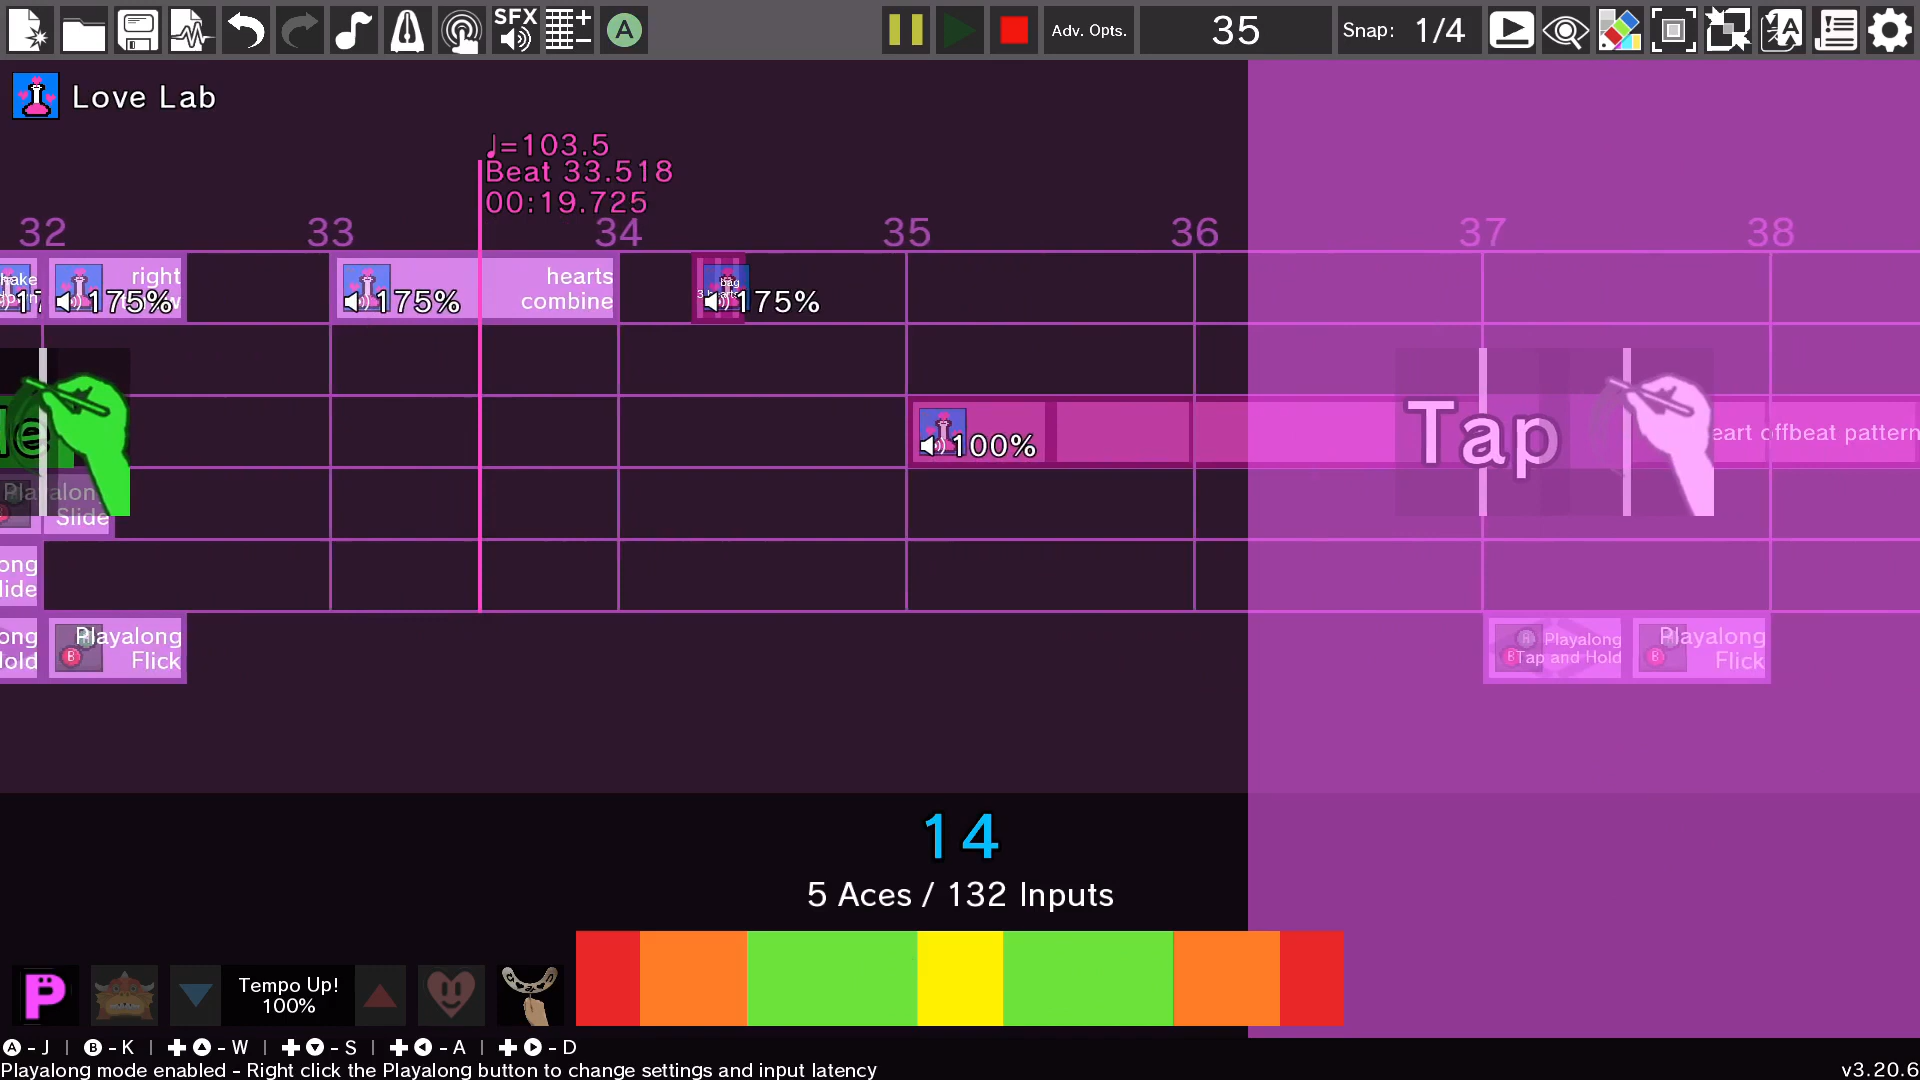 SFX
A
Adv. Opts.
35
Snap: 1/4
Love Lab
♩=103.5
Beat 33.518
00:19.725
32 33 34 35 36 37 38
right
175%
hearts
combine
175%
bag
175%
100%
Tap
offbeat pattern
Playalong
Slide
Playalong
Flick
Playalong
Tap and Hold
Playalong
Flick
14
5 Aces / 132 Inputs
P
Tempo Up!
100%
A - J | B - K | - W | - S | - A | - D
Playalong mode enabled - Right click the Playalong button to change settings and input latency
v3.20.6